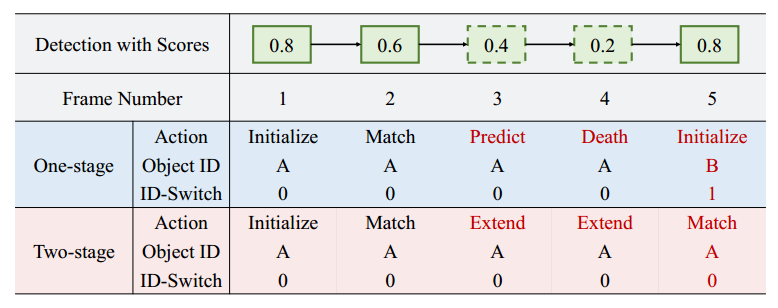 Detection with Scores 0.8 0.6 0.4 0.2 0.8
Frame Number 1 2 3 4 5
Action Initialize Match Predict Death Initialize
One-stage Object ID A A A A B
ID-Switch 0 0 0 0 1
Action Initialize Match Extend Extend Match
Two-stage Object ID A A A A A
ID-Switch 0 0 0 0 0